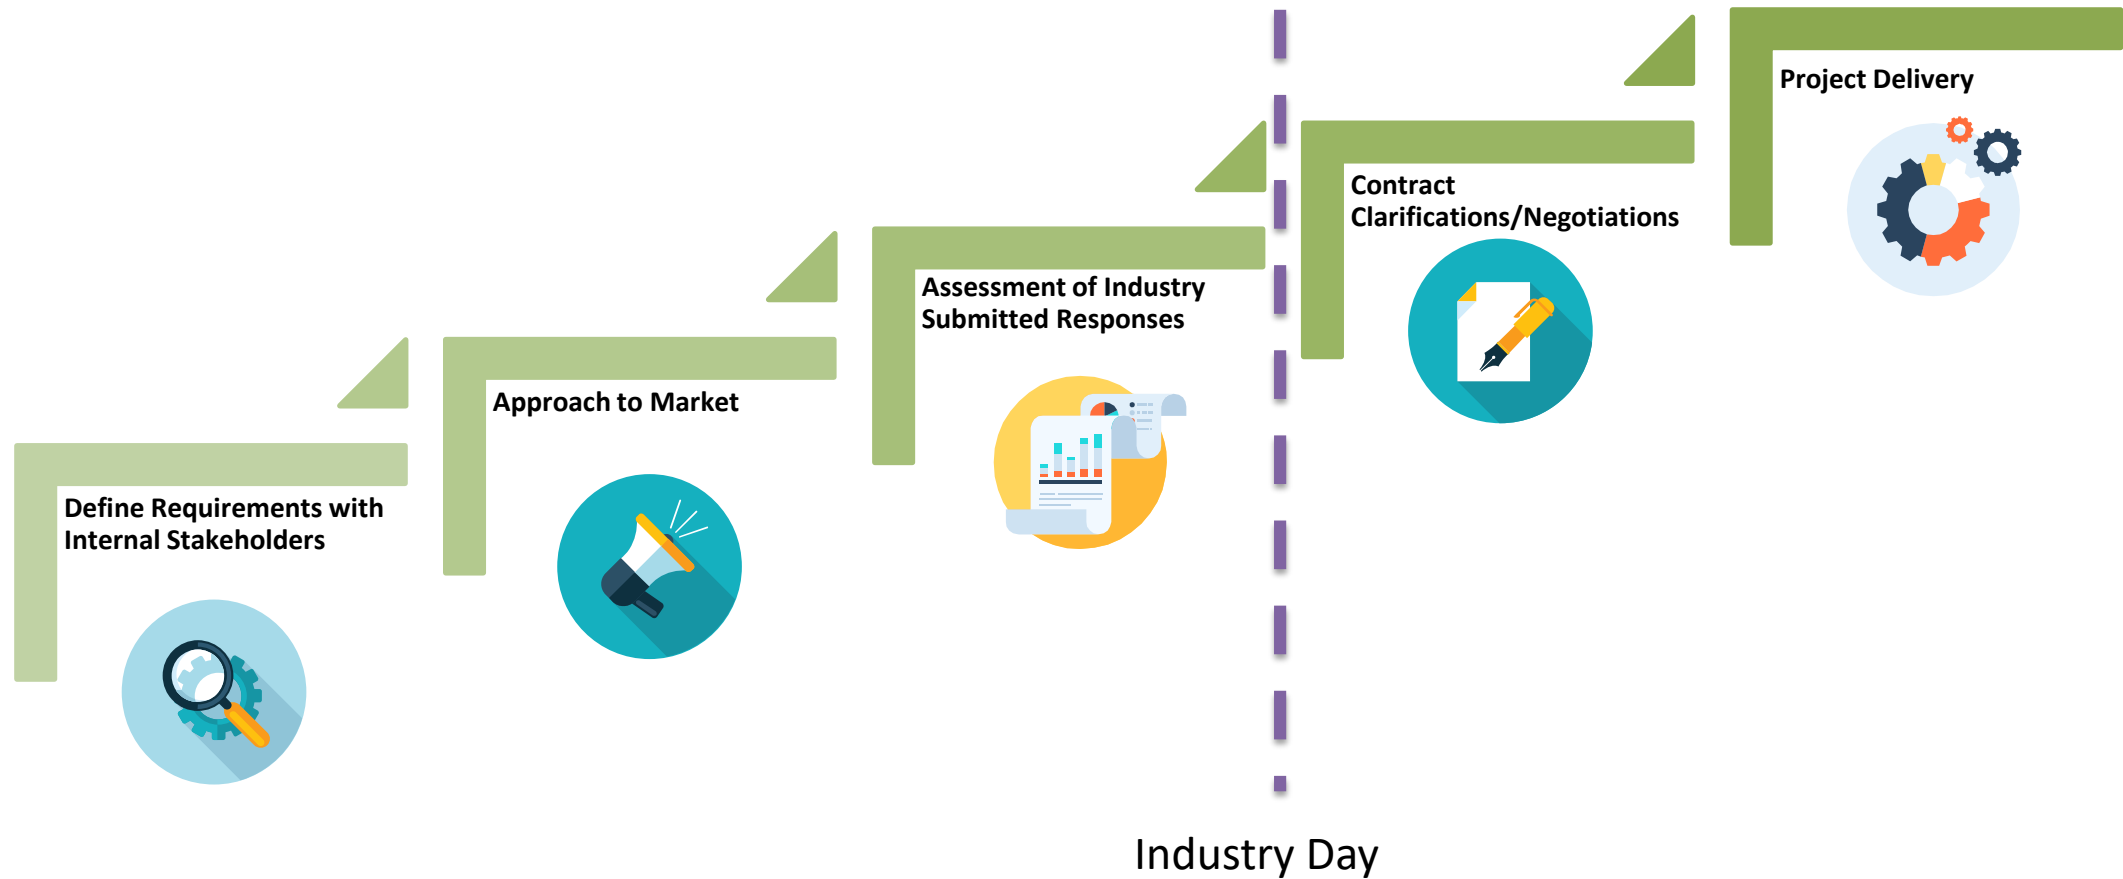 Define Requirements with
Internal Stakeholders
Approach to Market
Assessment of Industry
Submitted Responses
Contract
Clarifications/Negotiations
Project Delivery
Industry Day